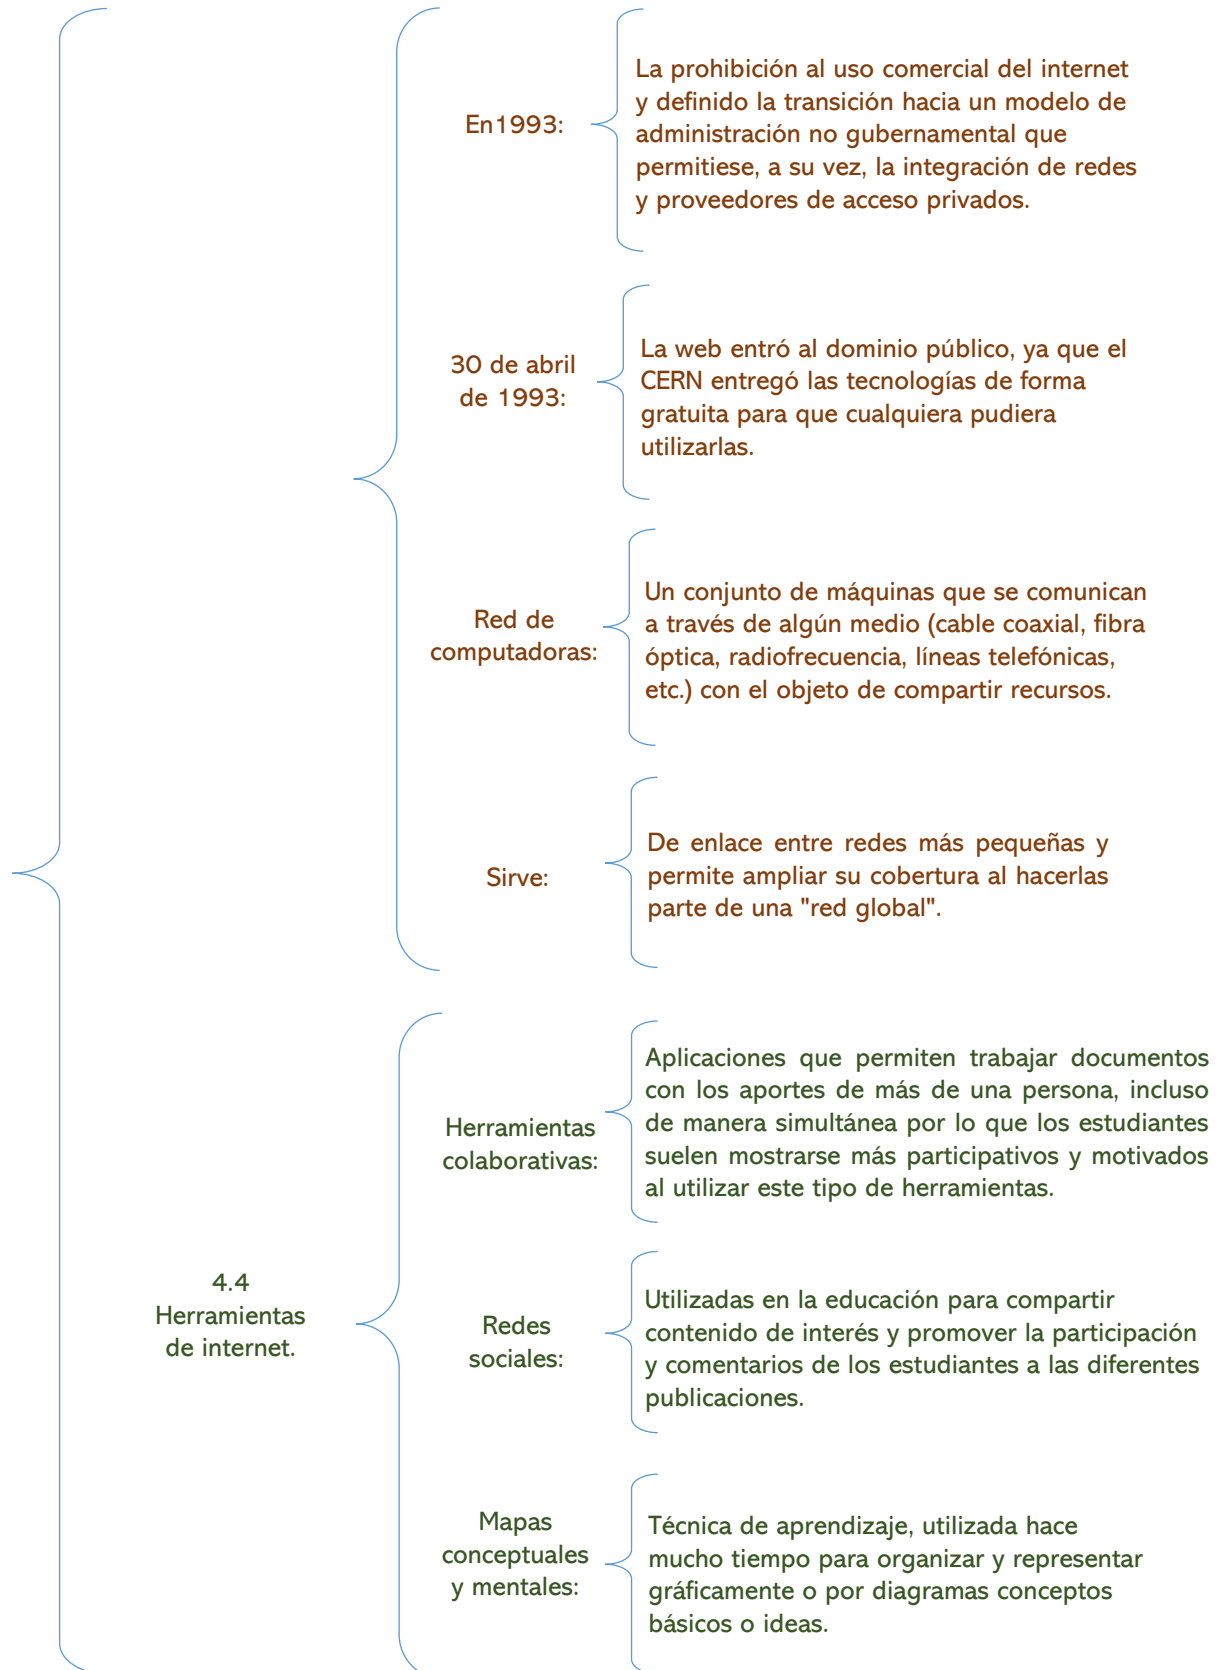 En1993:
La prohibición al uso comercial del internet
y definido la transición hacia un modelo de
administración no gubernamental que
permitiese, a su vez, la integración de redes
y proveedores de acceso privados.
30 de abril
de 1993:
La web entró al dominio público, ya que el
CERN entregó las tecnologías de forma
gratuita para que cualquiera pudiera
utilizarlas.
Red de
computadoras:
Un conjunto de máquinas que se comunican
a través de algún medio (cable coaxial, fibra
óptica, radiofrecuencia, líneas telefónicas,
etc.) con el objeto de compartir recursos.
Sirve:
De enlace entre redes más pequeñas y
permite ampliar su cobertura al hacerlas
parte de una "red global".
4.4
Herramientas
de internet.
Herramientas
colaborativas:
Aplicaciones que permiten trabajar documentos
con los aportes de más de una persona, incluso
de manera simultánea por lo que los estudiantes
suelen mostrarse más participativos y motivados
al utilizar este tipo de herramientas.
Redes
sociales:
Utilizadas en la educación para compartir
contenido de interés y promover la participación
y comentarios de los estudiantes a las diferentes
publicaciones.
Mapas
conceptuales
y mentales:
Técnica de aprendizaje, utilizada hace
mucho tiempo para organizar y representar
gráficamente o por diagramas conceptos
básicos o ideas.